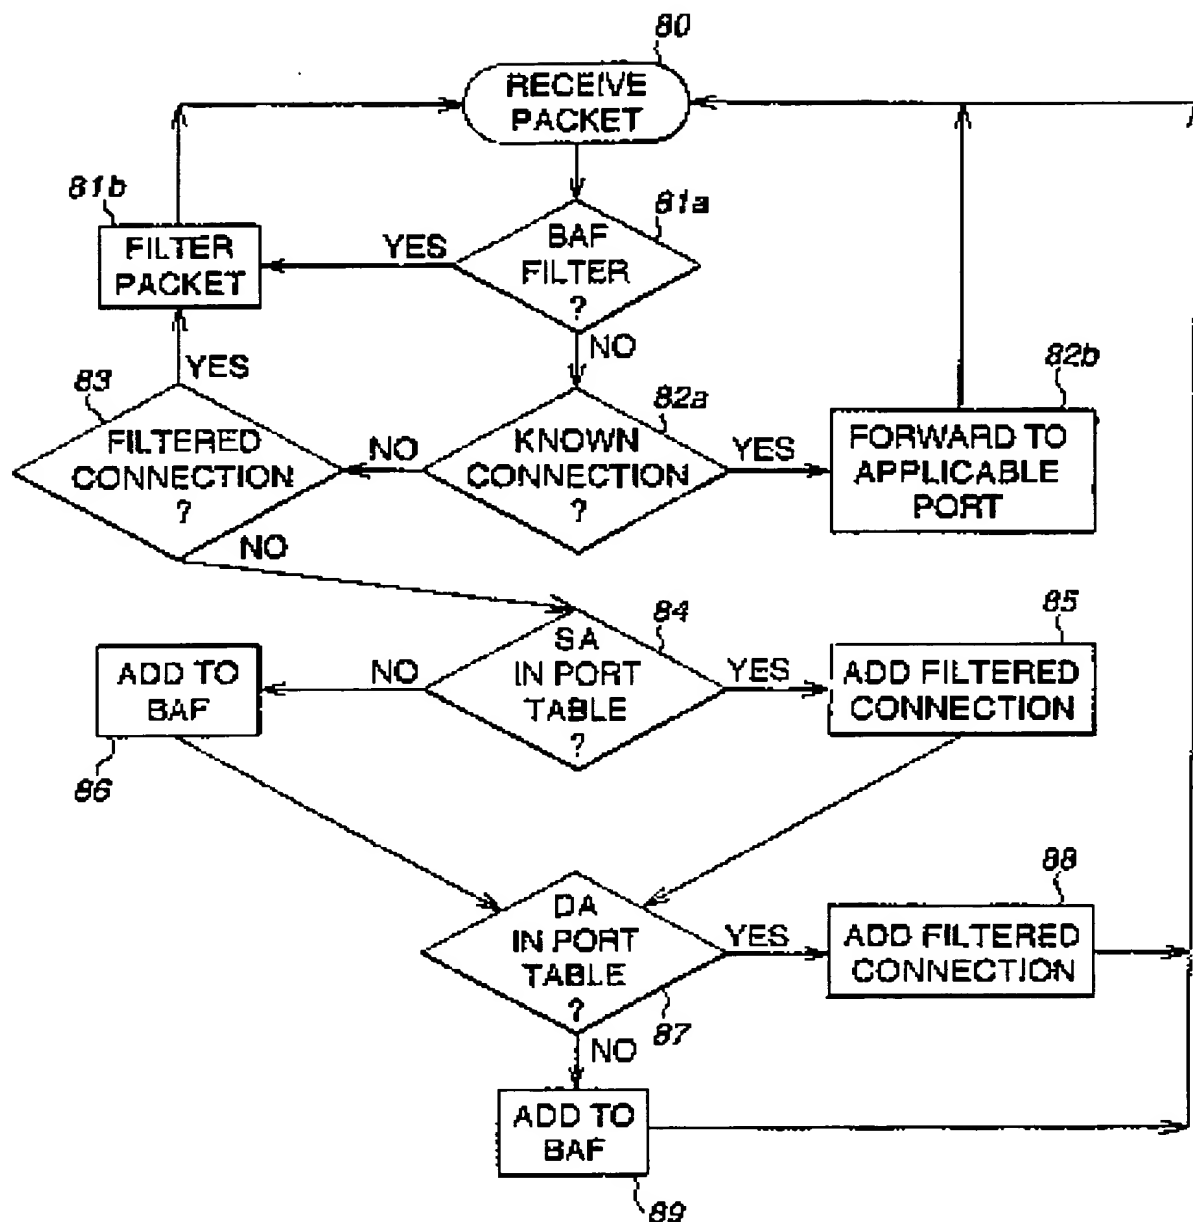 80
RECEIVE
PACKET
81b
81a
FILTER
PACKET
YES
BAF
FILTER
?
NO
YES
83
82a
82b
FILTERED
CONNECTION
?
NO
KNOWN
CONNECTION
?
YES
FORWARD TO
APPLICABLE
PORT
NO
84
85
ADD TO
BAF
NO
SA
IN PORT
TABLE
?
YES
ADD FILTERED
CONNECTION
86
88
DA
IN PORT
TABLE
?
YES
ADD FILTERED
CONNECTION
87
NO
ADD TO
BAF
89